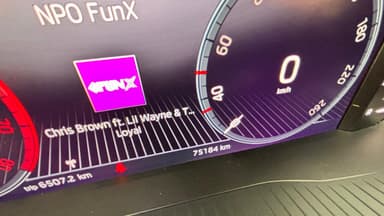 NPO FunX
FUNX
Chris Brown ft. Lil Wayne & T...
Loyal
60
40
0
km/h
180
220
260
75184 km
trip 6507.2 km